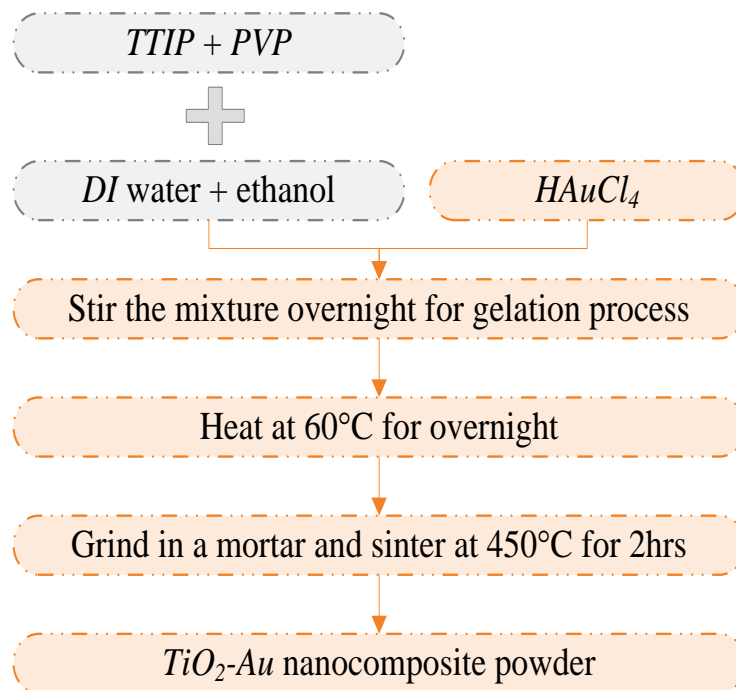 TTIP + PVP
DI water + ethanol
HAuCl₄
Stir the mixture overnight for gelation process
Heat at 60°C for overnight
Grind in a mortar and sinter at 450°C for 2hrs
TiO₂-Au nanocomposite powder